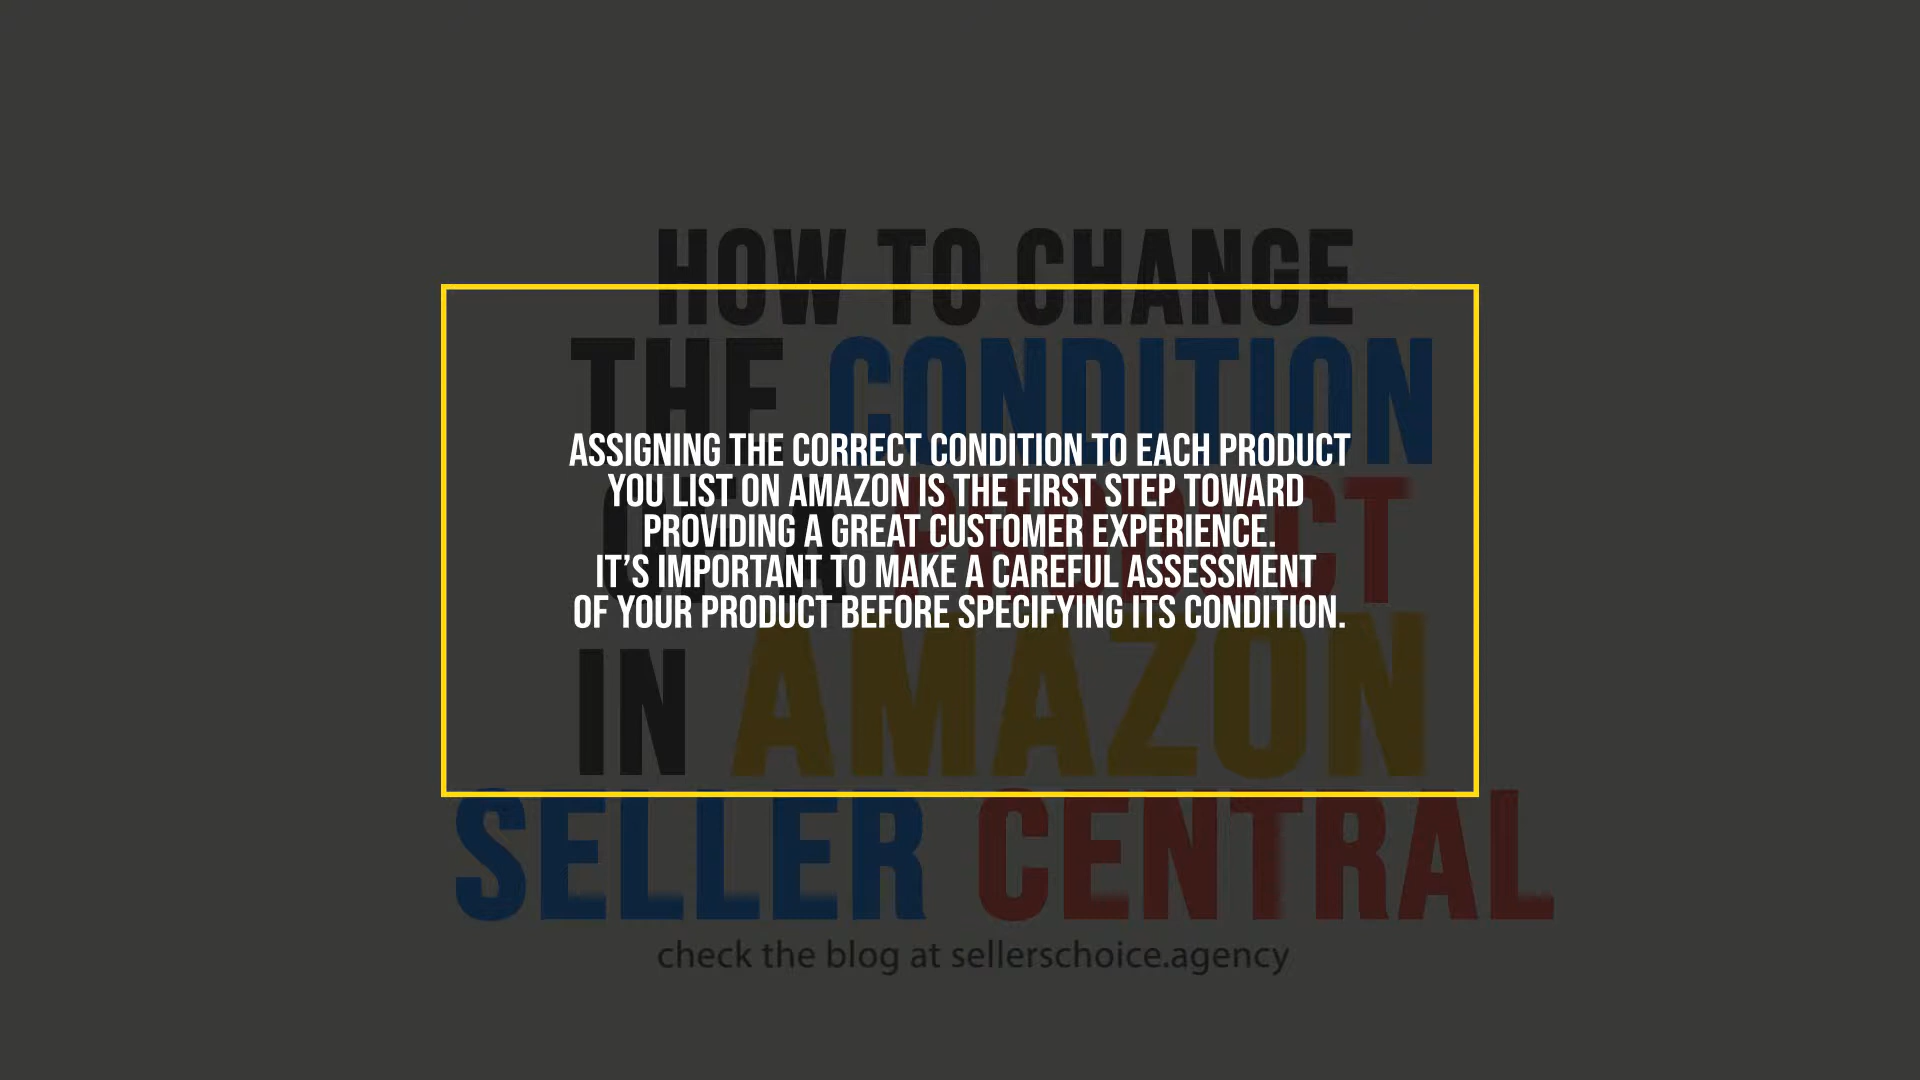 HOW TO CHANGE
THE CONDITION
OF A PRODUCT
IN AMAZON
SELLER CENTRAL
check the blog at sellerschoice.agency
ASSIGNING THE CORRECT CONDITION TO EACH PRODUCT
YOU LIST ON AMAZON IS THE FIRST STEP TOWARD
PROVIDING A GREAT CUSTOMER EXPERIENCE.
IT'S IMPORTANT TO MAKE A CAREFUL ASSESSMENT
OF YOUR PRODUCT BEFORE SPECIFYING ITS CONDITION.